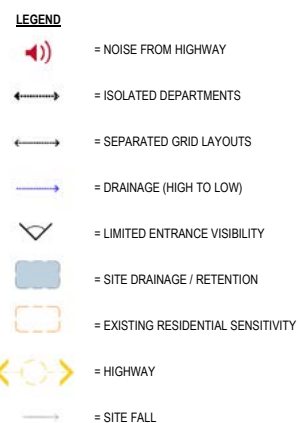 LEGEND
= NOISE FROM HIGHWAY
= ISOLATED DEPARTMENTS
= SEPARATED GRID LAYOUTS
= DRAINAGE (HIGH TO LOW)
= LIMITED ENTRANCE VISIBILITY
= SITE DRAINAGE / RETENTION
= EXISTING RESIDENTIAL SENSITIVITY
= HIGHWAY
= SITE FALL